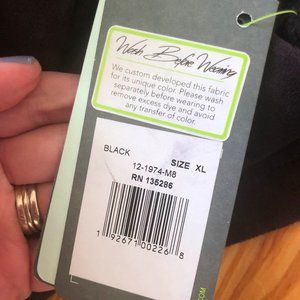 Wash Before Wearing
We custom developed this fabric
for its unique color. Please wash
separately before wearing to
remove excess dye and avoid
any transfer of color.
BLACK
SIZE XL
12-1974-M8
RN 135286
1 92671 00226 8
.COM